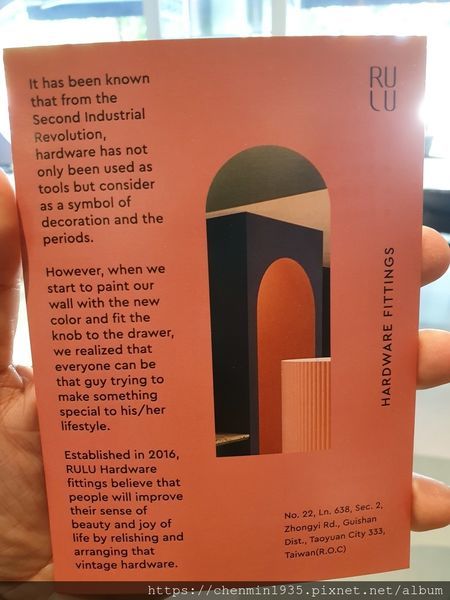 It has been known
that from the
Second Industrial
Revolution,
hardware has not
only been used as
tools but consider
as a symbol of
decoration and the
periods.
However, when we
start to paint our
wall with the new
color and fit the
knob to the drawer,
we realized that
everyone can be
that guy trying to
make something
special to his/her
lifestyle.
Established in 2016,
RULU Hardware
fittings believe that
people will improve
their sense of
beauty and joy of
life by relishing and
arranging that
vintage hardware.
RU
LU
HARDWARE FITTINGS
No. 22, Ln. 638, Sec. 2,
Zhongyi Rd., Guishan
Dist., Taoyuan City 333,
Taiwan(R.O.C)
https://chenmin1935.pixnet.net/album